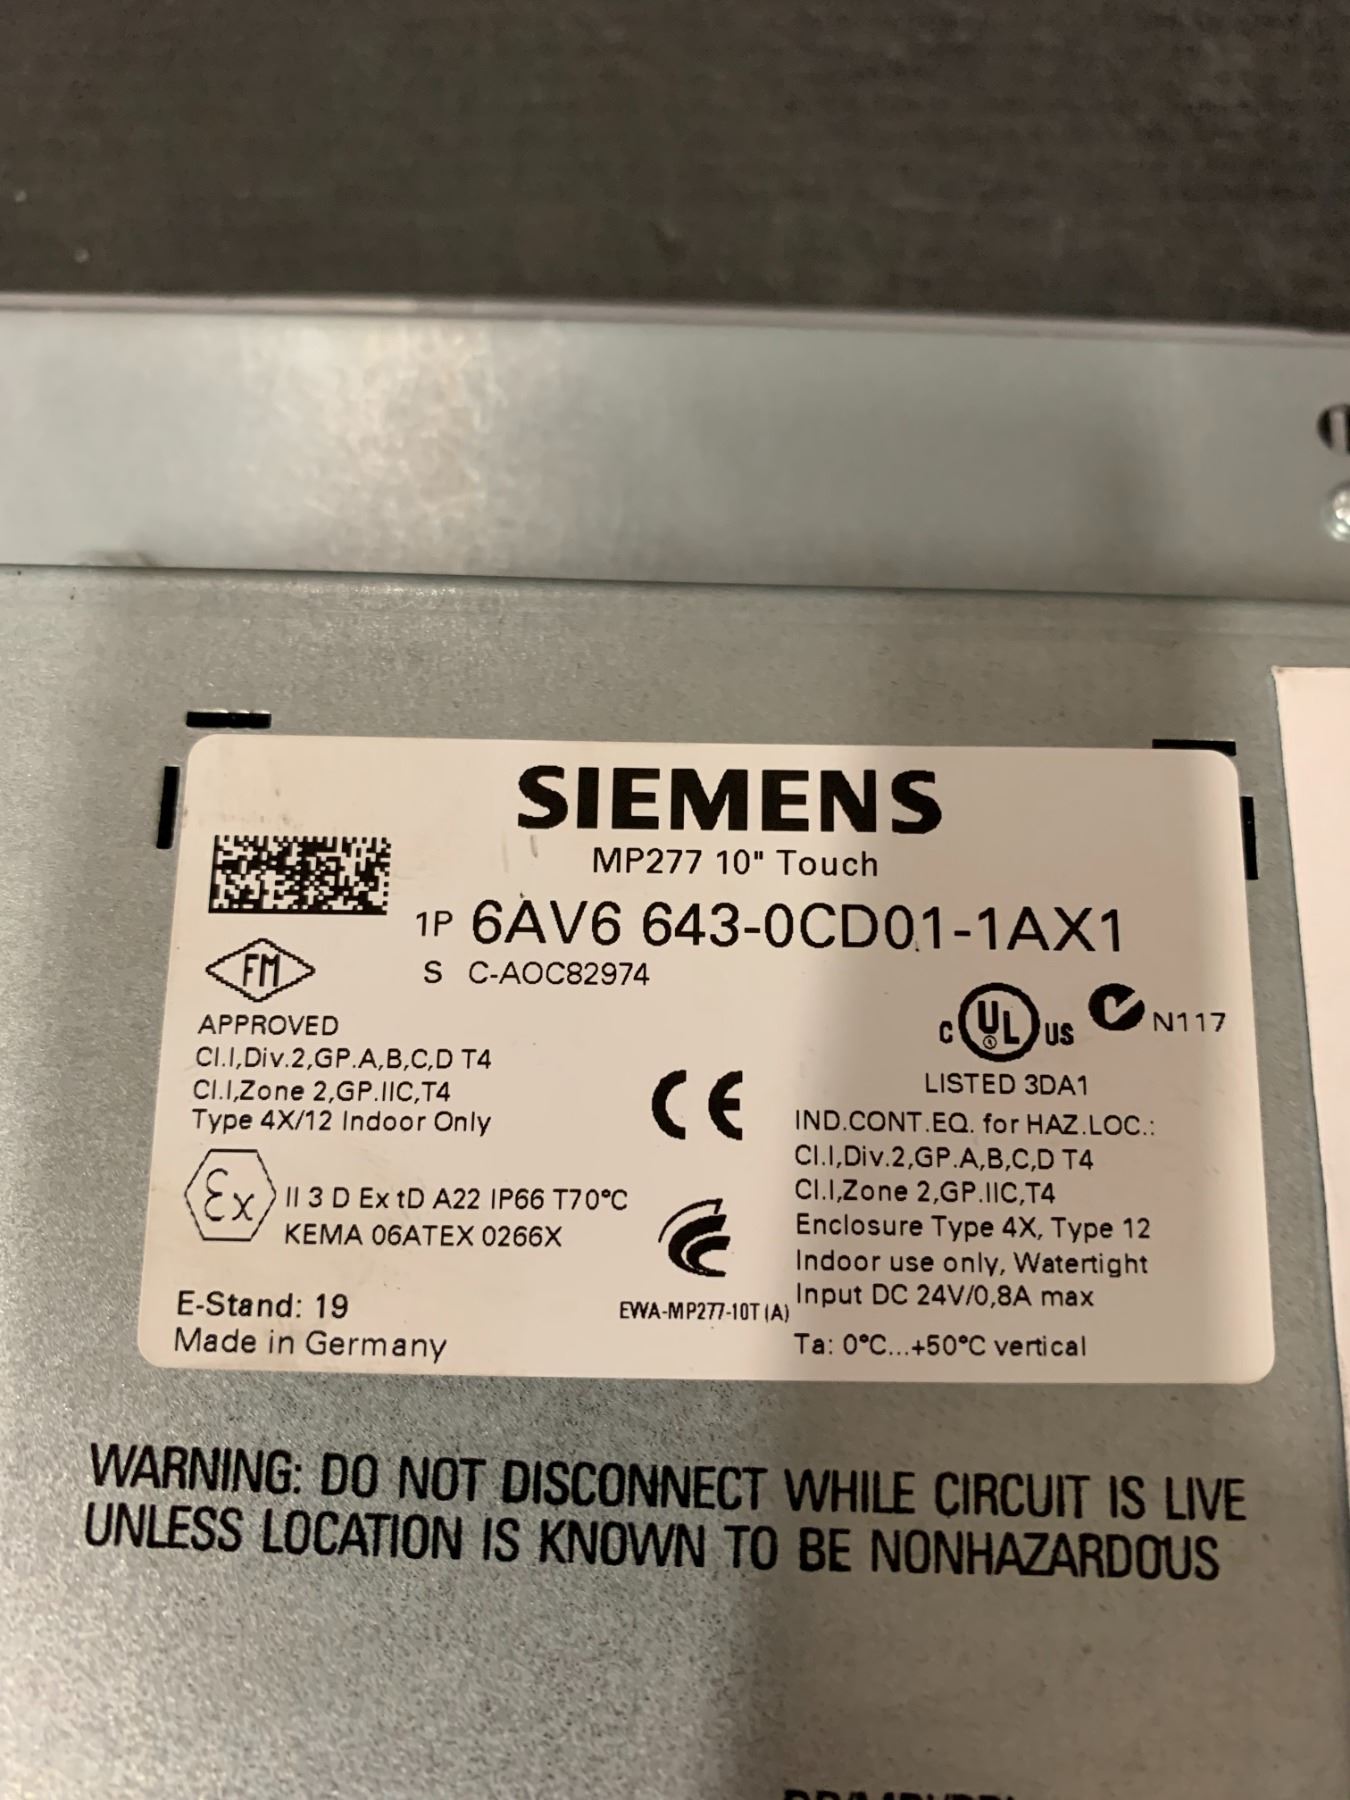 SIEMENS
MP277 10" Touch
1P 6AV6 643-0CD01-1AX1
S C-AOC82974
FM
APPROVED
Cl.I,Div.2,GP.A,B,C,D T4
Cl.I,Zone 2,GP.IIC,T4
Type 4X/12 Indoor Only
Ex II 3 D Ex tD A22 IP66 T70°C
KEMA 06ATEX 0266X
E-Stand: 19
Made in Germany
CE
EWA-MP277-10T(A)
C UL US N117
LISTED 3DA1
IND.CONT.EQ. for HAZ.LOC.:
Cl.I,Div.2,GP.A,B,C,D T4
Cl.I,Zone 2,GP.IIC,T4
Enclosure Type 4X, Type 12
Indoor use only, Watertight
Input DC 24V/0,8A max
Ta: 0°C...+50°C vertical
WARNING: DO NOT DISCONNECT WHILE CIRCUIT IS LIVE
UNLESS LOCATION IS KNOWN TO BE NONHAZARDOUS